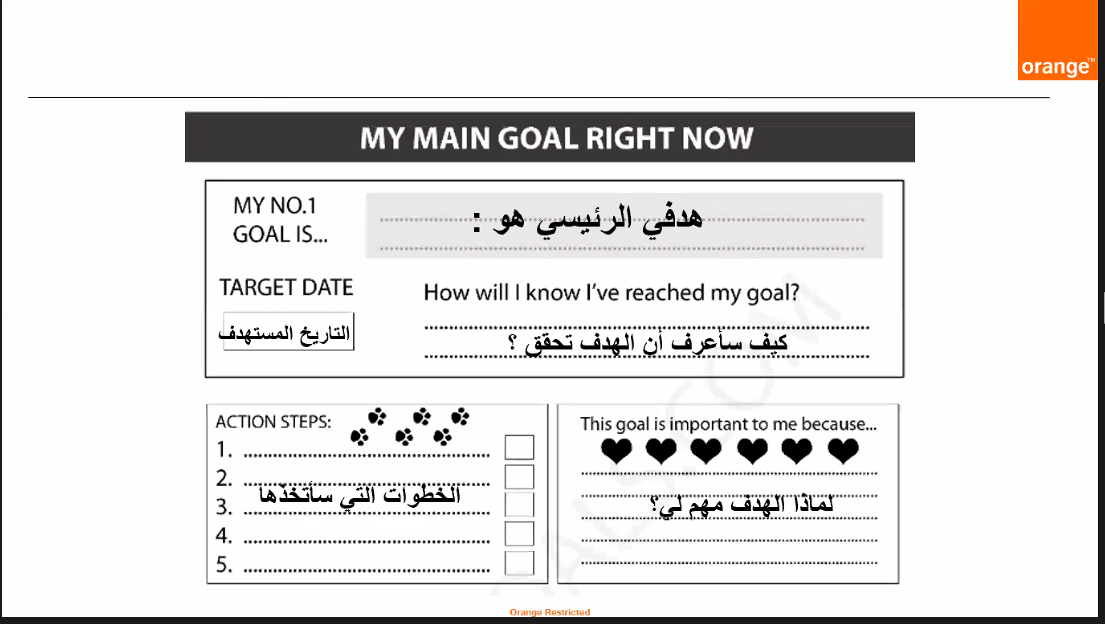 orange™
MY MAIN GOAL RIGHT NOW
MY NO.1
GOAL IS...
هدفي الرئيسي هو :
TARGET DATE
التاريخ المستهدف
How will I know I've reached my goal?
كيف سأعرف أن الهدف تحقق ؟
ACTION STEPS:
1.
2.
الخطوات التي سأتخذها
3.
4.
5.
This goal is important to me because...
لماذا الهدف مهم لي؟
Orange Restricted